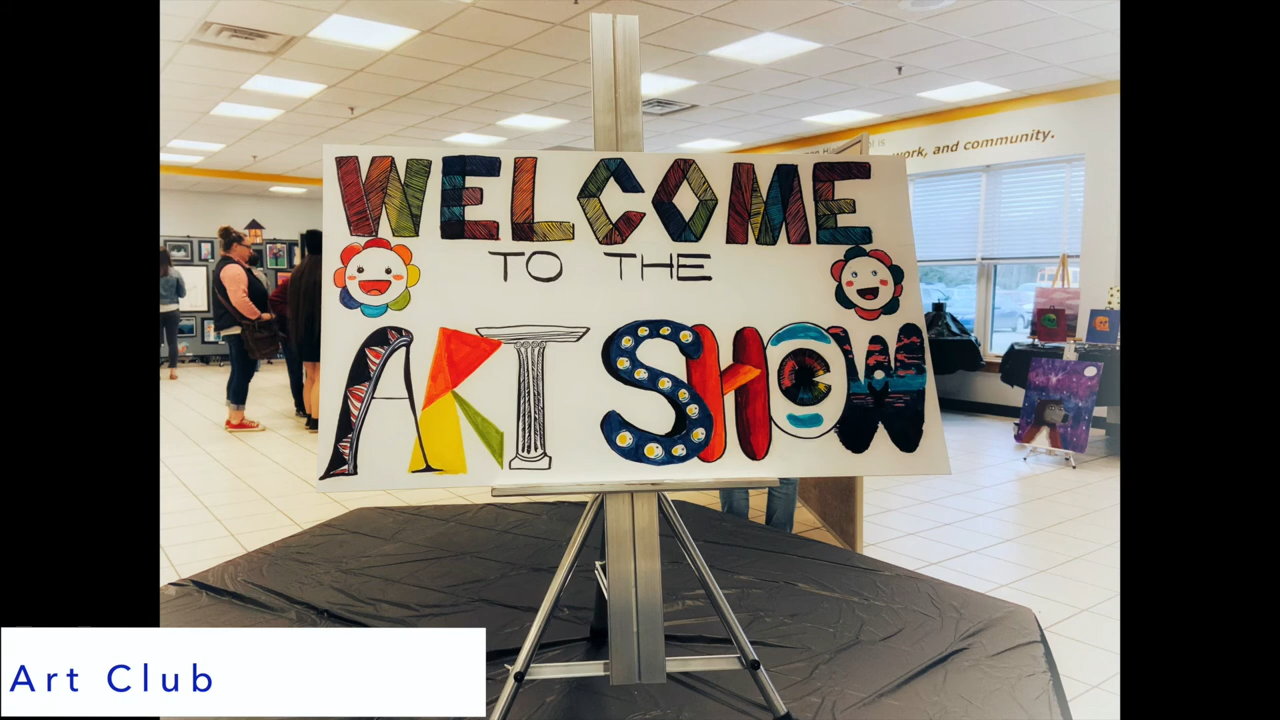 work, and community.
WELCOME
TO THE
ART SHOW
Art Club